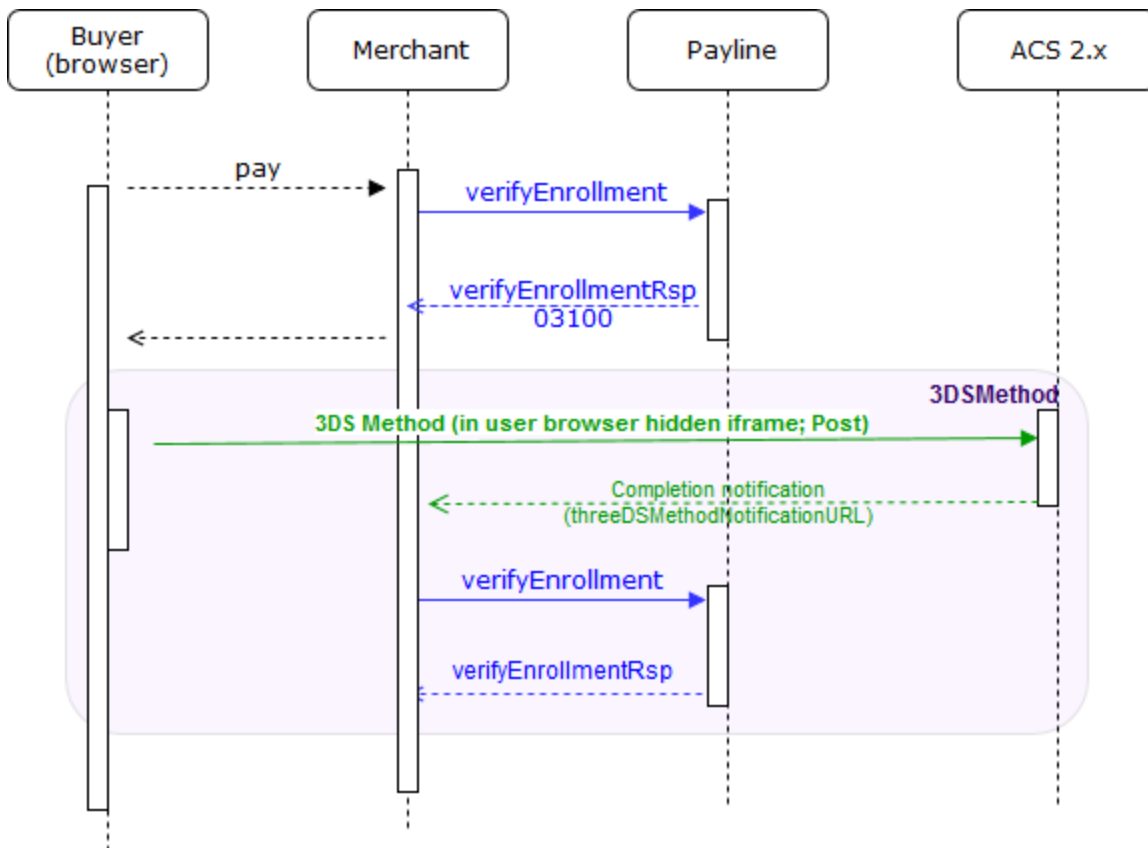 Buyer
(browser)
Merchant
Payline
ACS 2.x
pay
verifyEnrollment
verifyEnrollmentRsp
03100
3DSMethod
3DS Method (in user browser hidden iframe; Post)
Completion notification
(threeDSMethodNotificationURL)
verifyEnrollment
verifyEnrollmentRsp